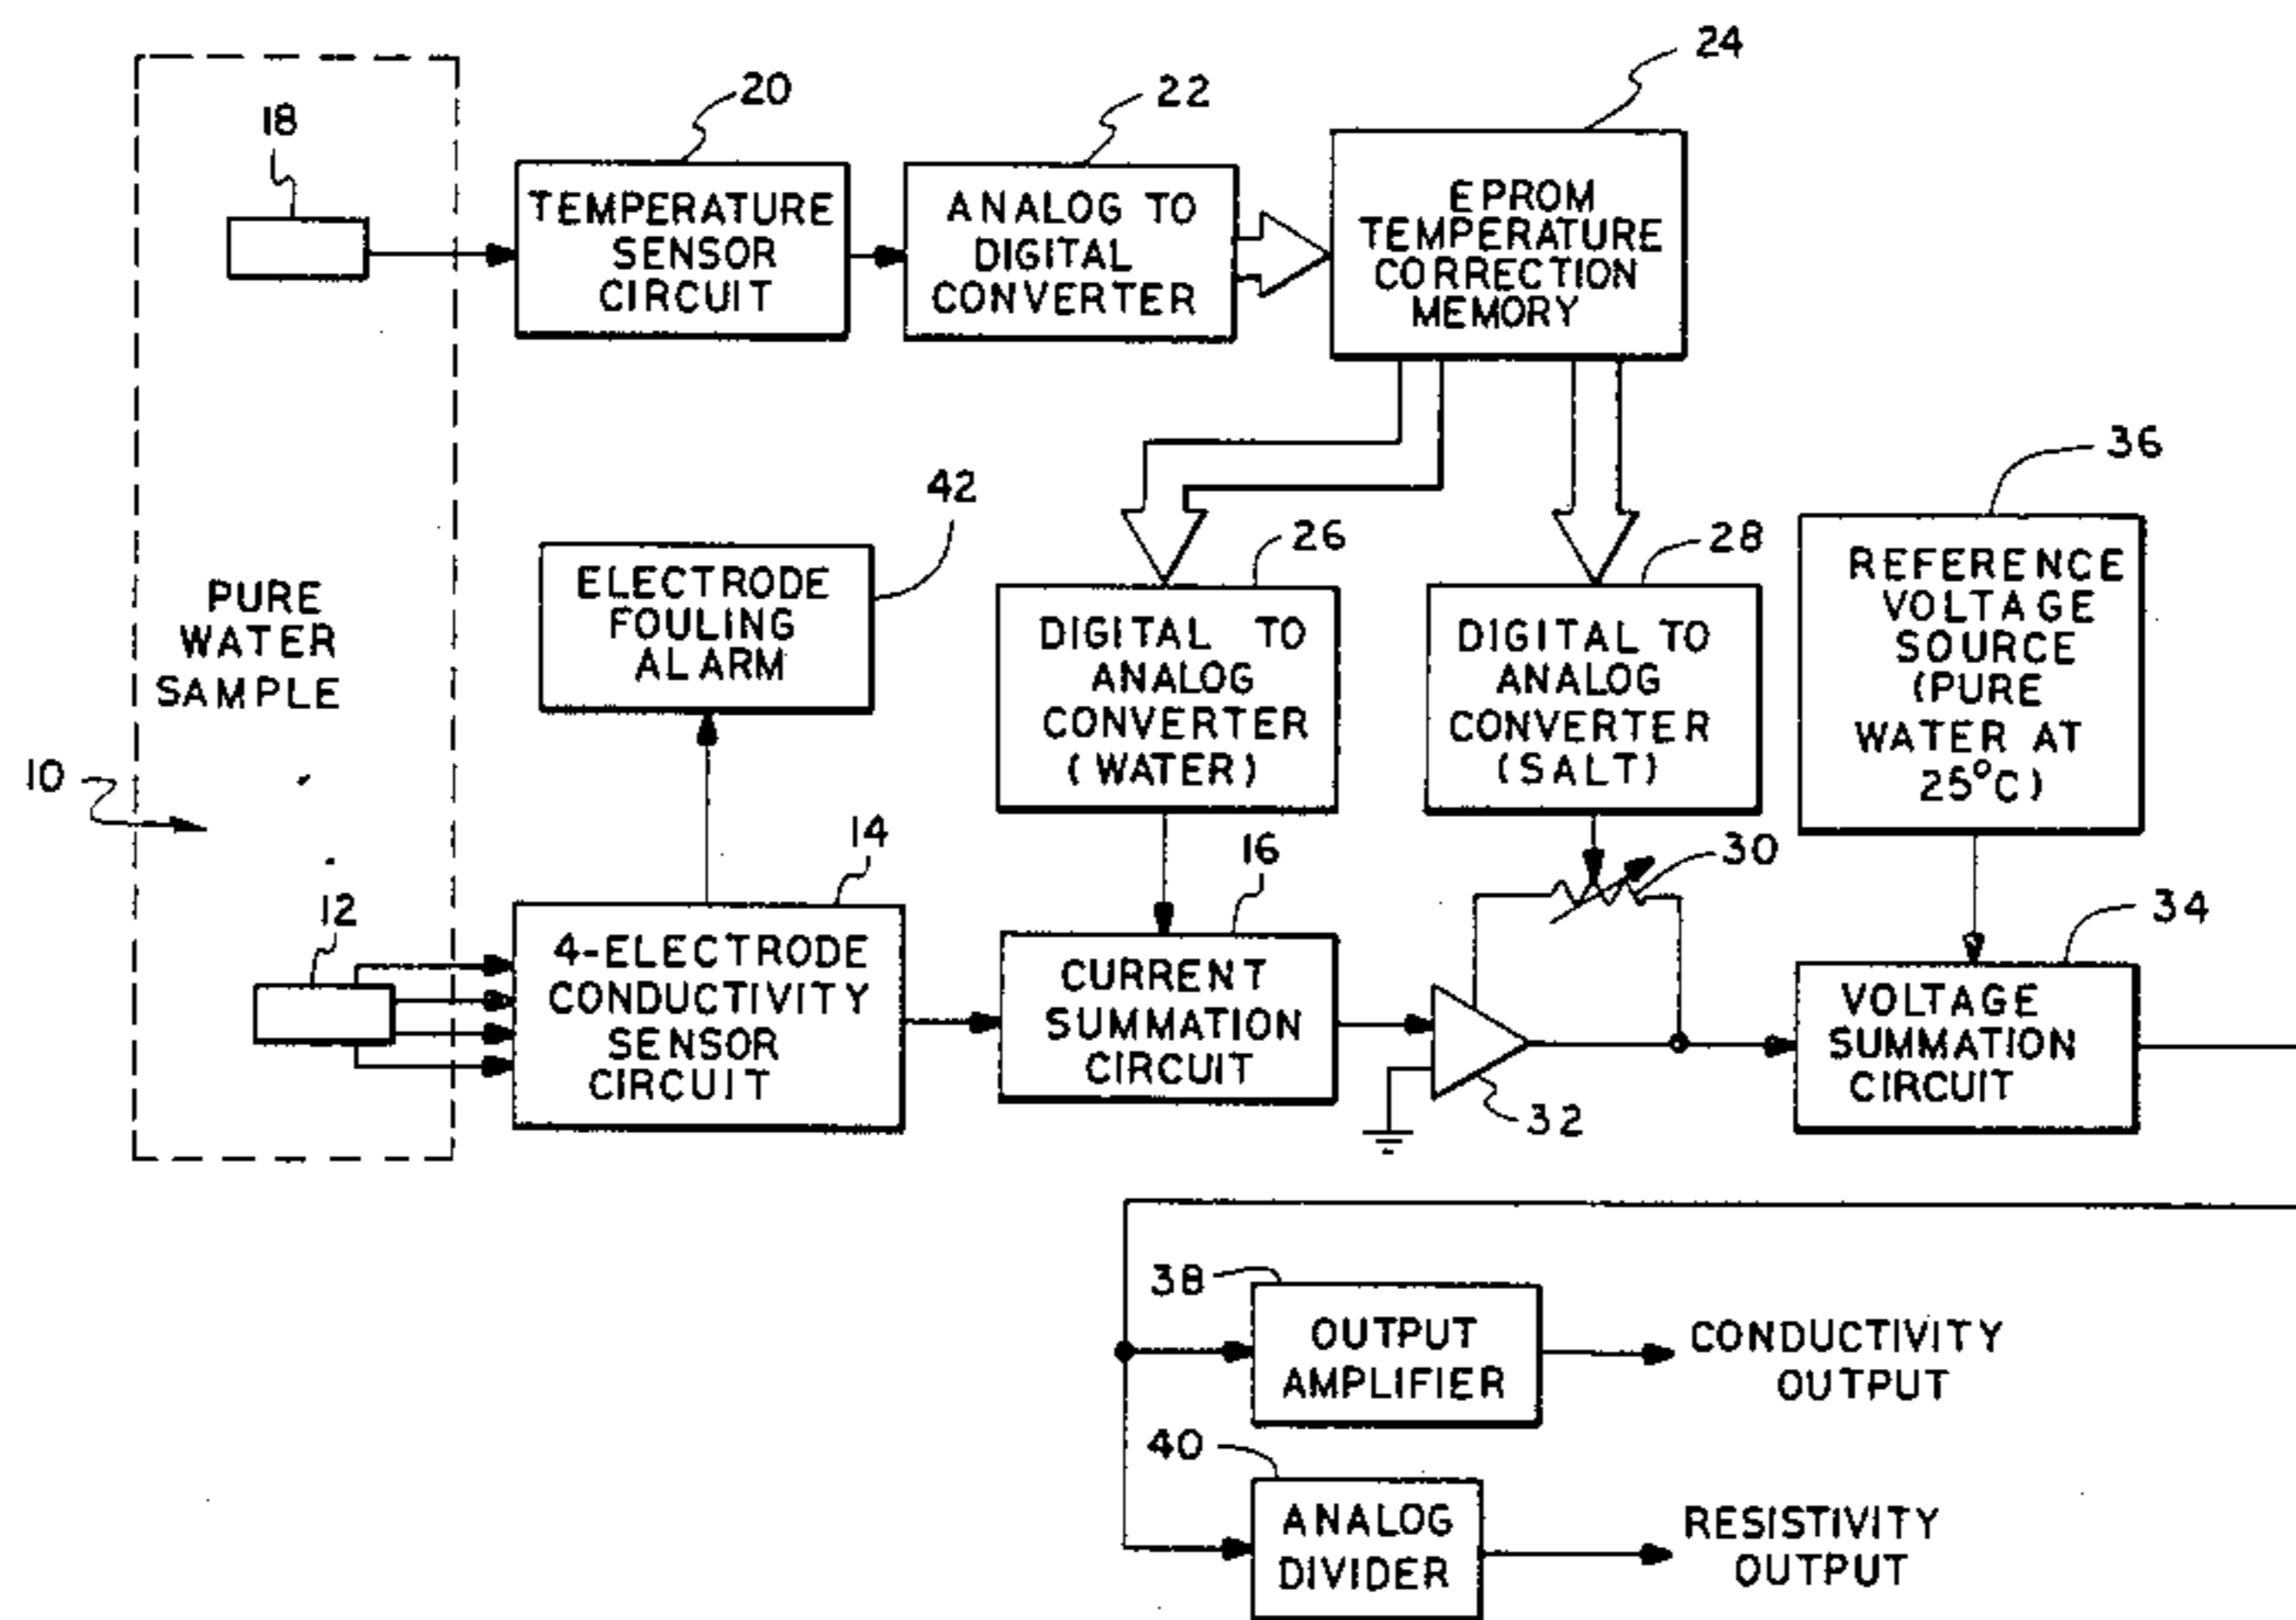 24
20
22
18
TEMPERATURE
SENSOR
CIRCUIT
ANALOG TO
DIGITAL
CONVERTER
EPROM
TEMPERATURE
CORRECTION
MEMORY
36
42
26
28
PURE
WATER
SAMPLE
ELECTRODE
FOULING
ALARM
DIGITAL TO
ANALOG
CONVERTER
(WATER)
DIGITAL TO
ANALOG
CONVERTER
(SALT)
REFERENCE
VOLTAGE
SOURCE
(PURE
WATER AT
25°C)
10
14
16
30
12
34
4-ELECTRODE
CONDUCTIVITY
SENSOR
CIRCUIT
CURRENT
SUMMATION
CIRCUIT
32
VOLTAGE
SUMMATION
CIRCUIT
38
OUTPUT
AMPLIFIER
CONDUCTIVITY
OUTPUT
40
ANALOG
DIVIDER
RESISTIVITY
OUTPUT